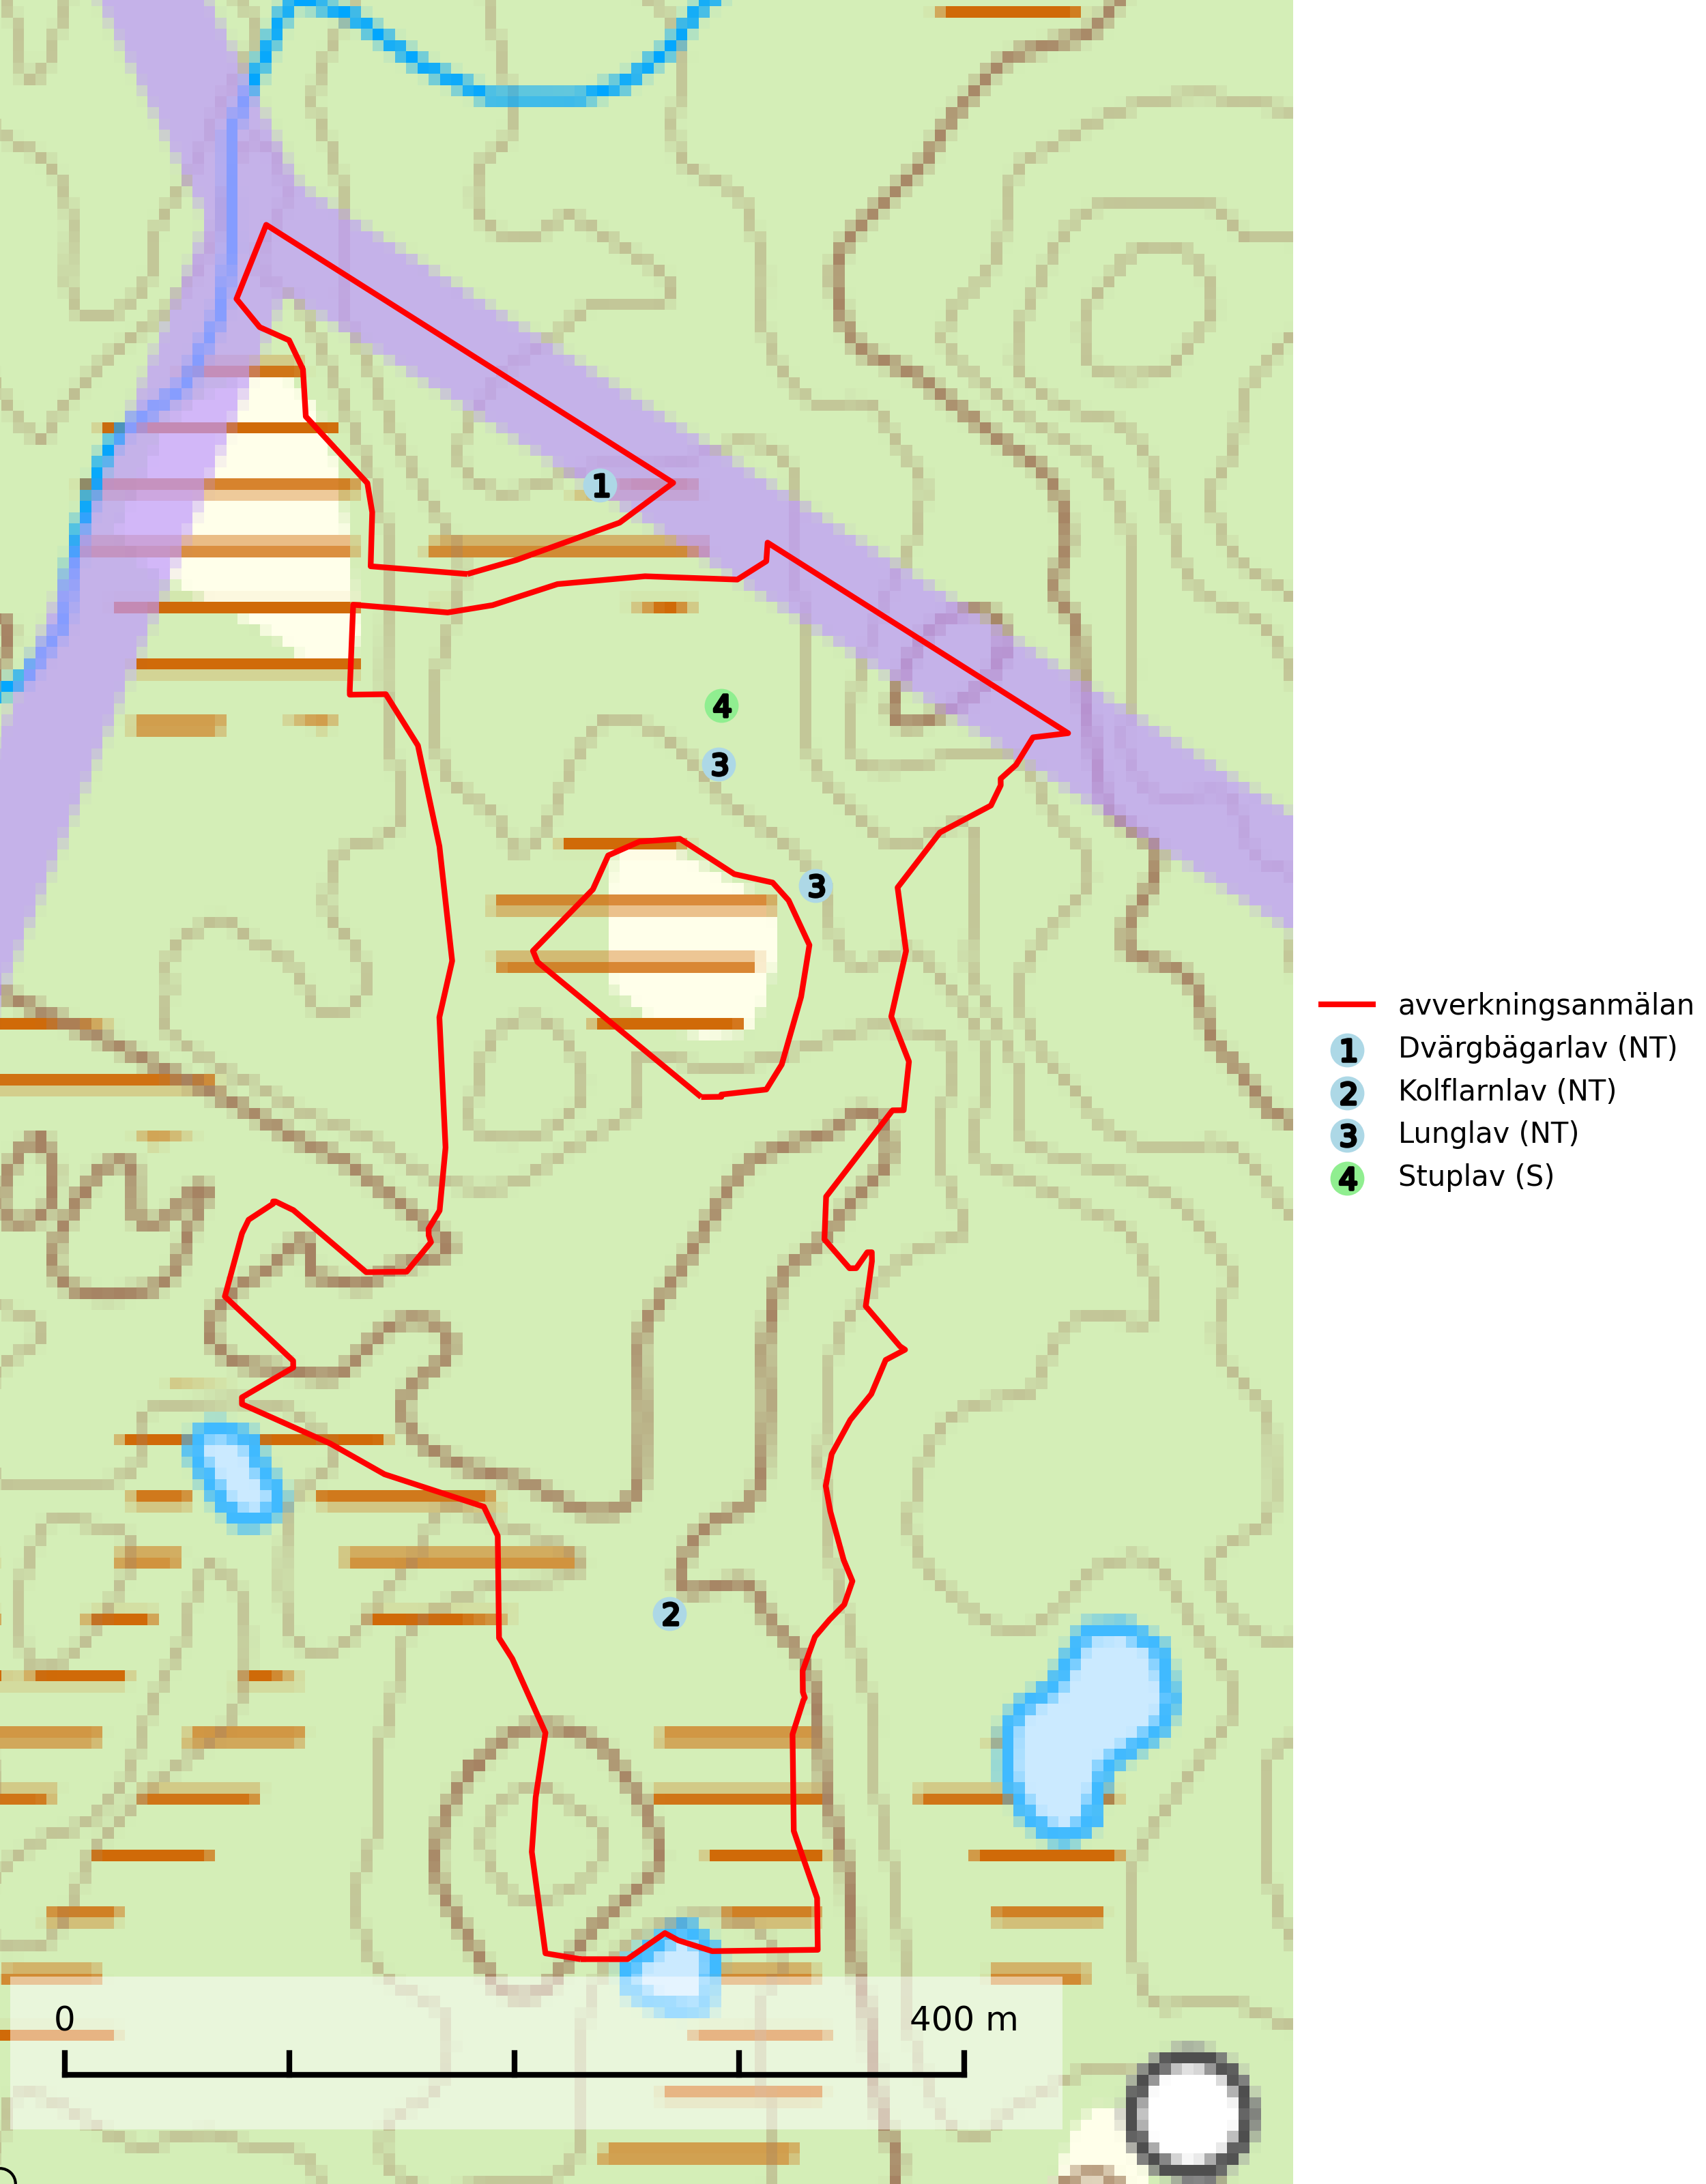 1
4
3
3
2
avverkningsanmälan
1 Dvärgbägarlav (NT)
2 Kolflarnlav (NT)
3 Lunglav (NT)
4 Stuplav (S)
0 400 m